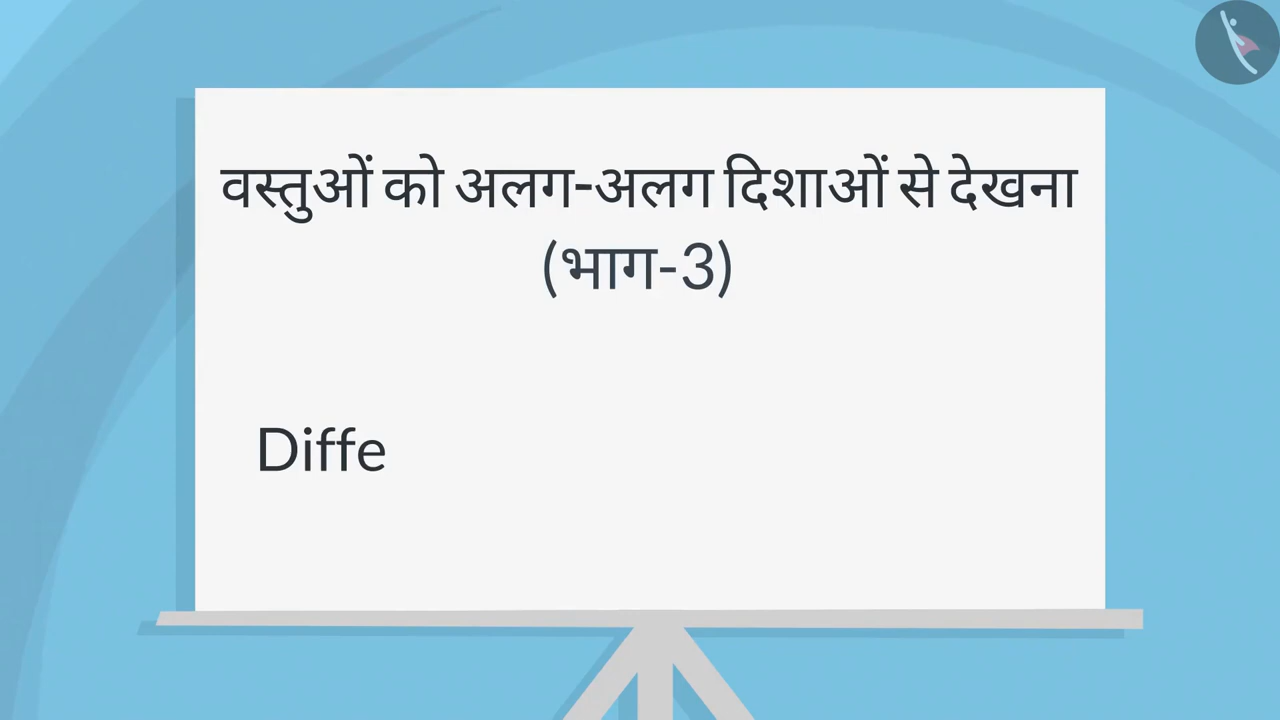 वस्तुओं को अलग-अलग दिशाओं से देखना
(भाग-3)
Diffe